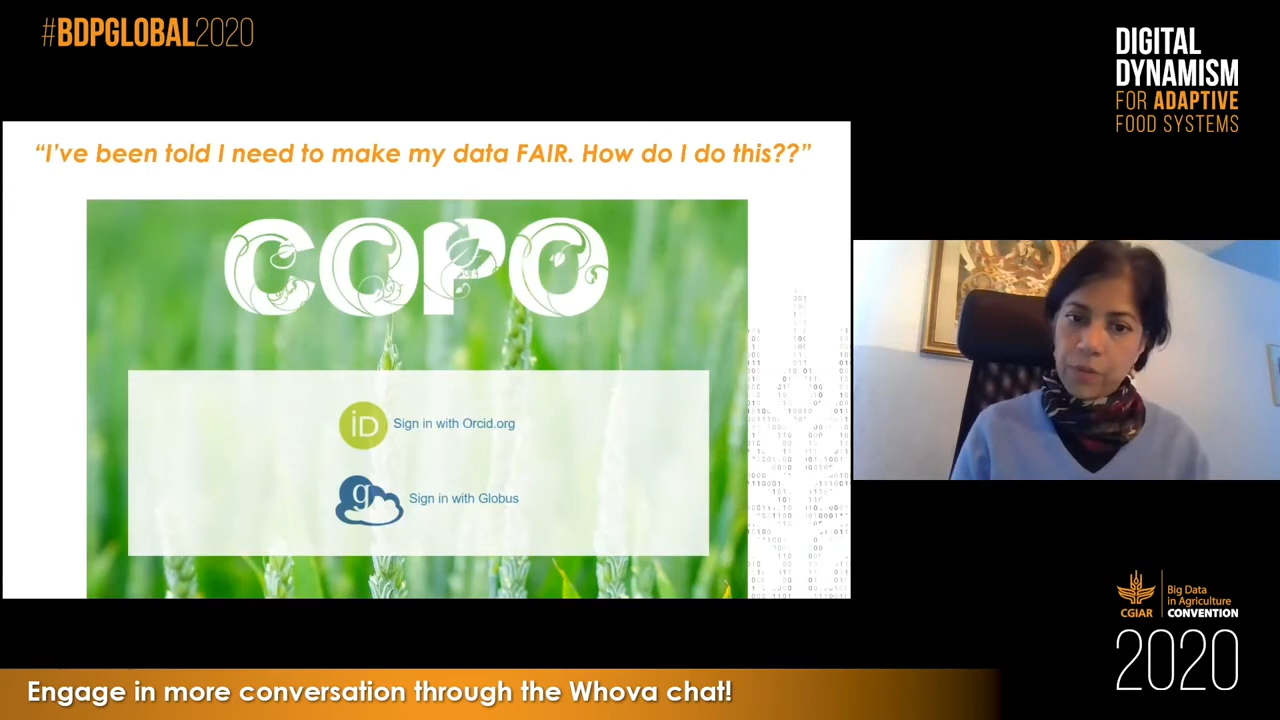 #BDPGLOBAL2020
DIGITAL
DYNAMISM
FOR ADAPTIVE
FOOD SYSTEMS
“I’ve been told I need to make my data FAIR. How do I do this??”
COPO
iD Sign in with Orcid.org
g Sign in with Globus
CGIAR
Big Data
in Agriculture
CONVENTION
2020
Engage in more conversation through the Whova chat!